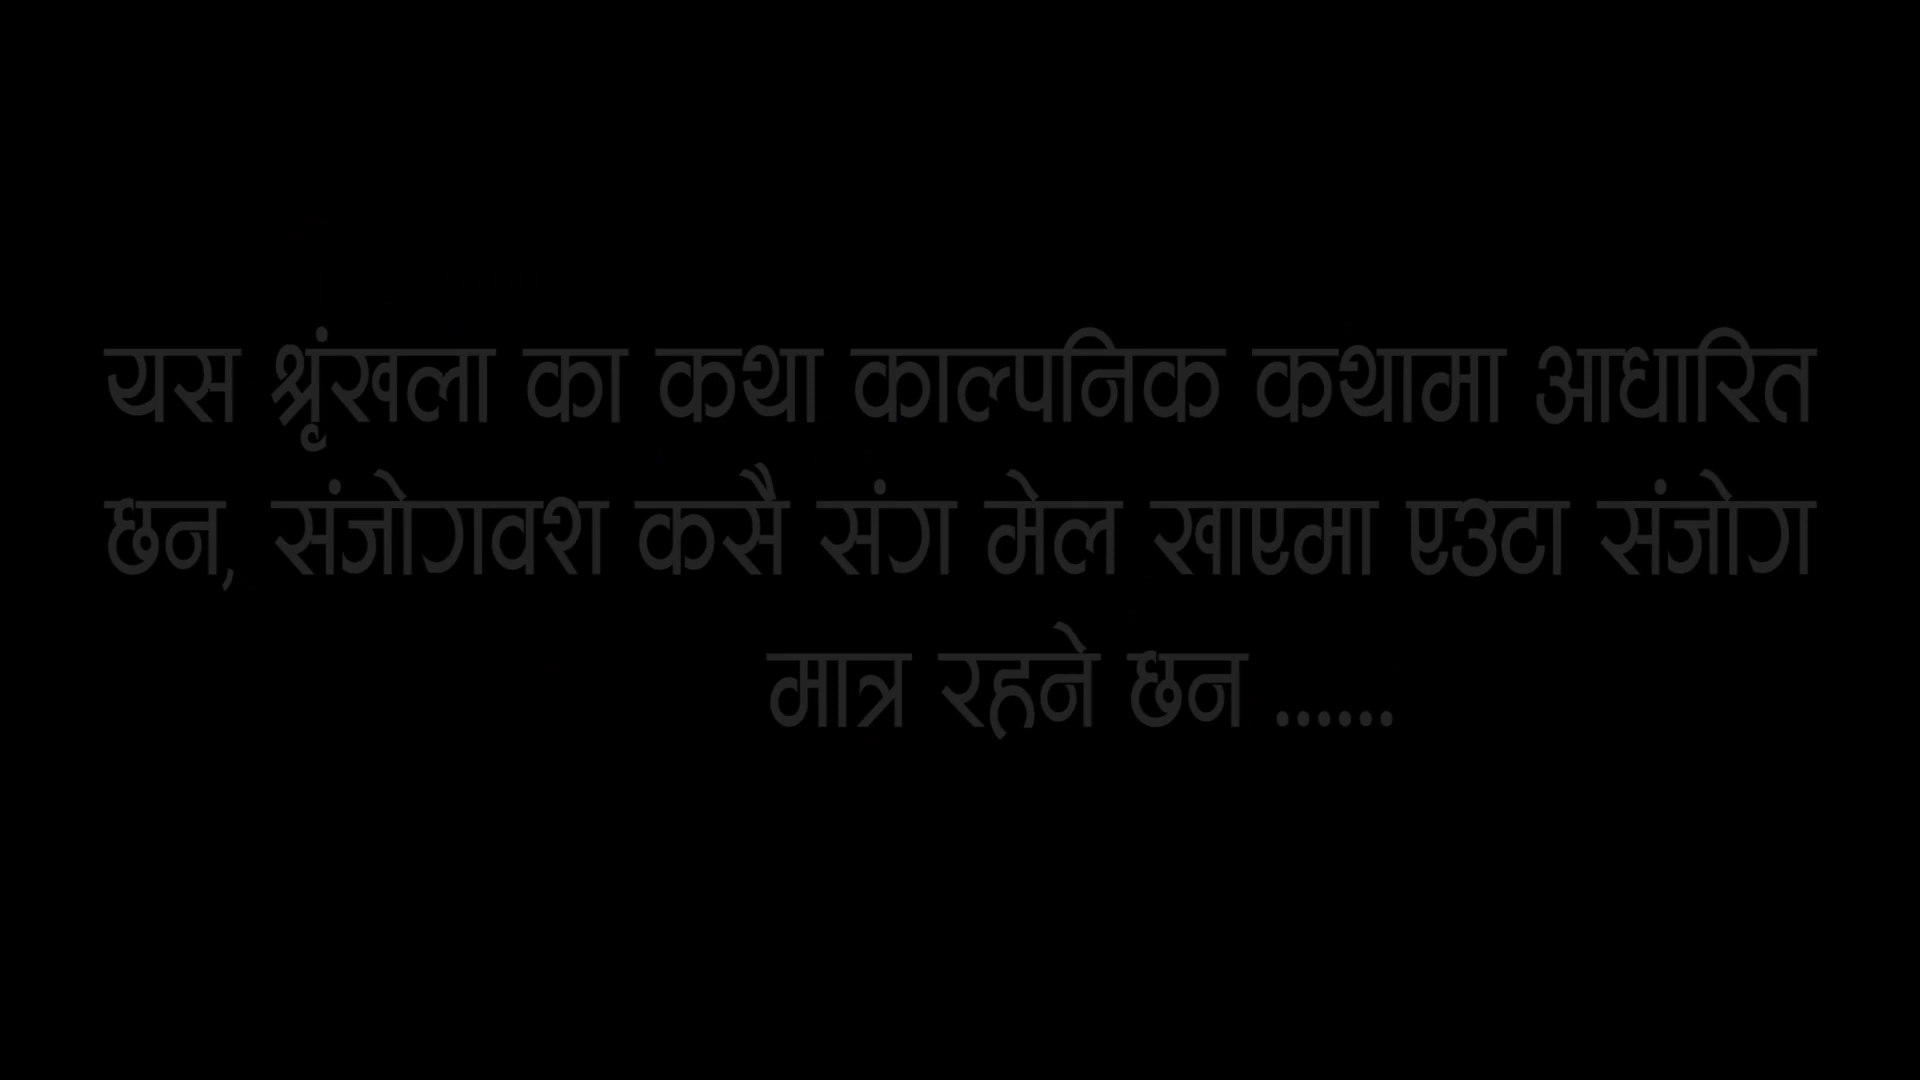 यस श्रृंखला का कथा काल्पनिक कथामा आधारित
छन, संजोगवश कसै संग मेल खाएमा एउटा संजोग
मात्र रहने छन ......